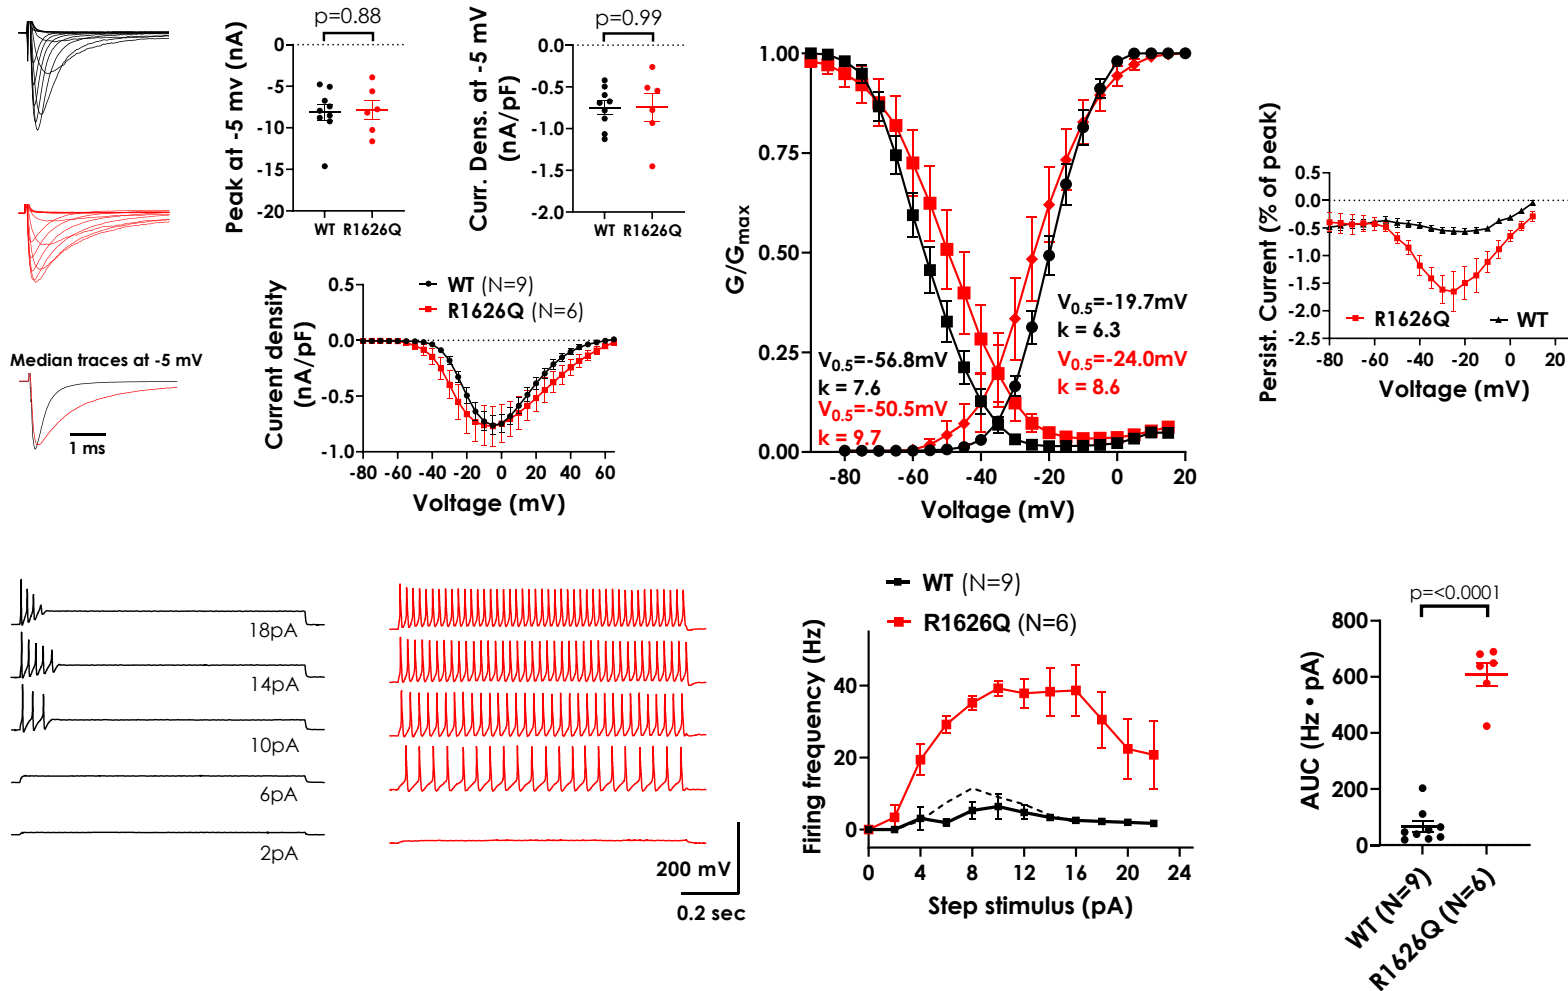 Median traces at -5 mV
1 ms
p=0.88
Peak at -5 mv (nA)
0
-5
-10
-15
-20
WT
R1626Q
p=0.99
Curr. Dens. at -5 mV
(nA/pF)
0.0
-0.5
-1.0
-1.5
-2.0
WT
R1626Q
WT (N=9)
R1626Q (N=6)
Current density
(nA/pF)
0.5
0.0
-0.5
-1.0
-80 -60 -40 -20 0 20 40 60
Voltage (mV)
G/Gmax
1.00
0.75
0.50
0.25
0.00
V0.5=-56.8mV
k = 7.6
V0.5=-50.5mV
k = 9.7
V0.5=-19.7mV
k = 6.3
V0.5=-24.0mV
k = 8.6
-80 -60 -40 -20 0 20
Voltage (mV)
Persist. Current (% of peak)
0.5
0.0
-0.5
-1.0
-1.5
-2.0
-2.5
R1626Q
WT
-80 -60 -40 -20 0 20
Voltage (mV)
18pA
14pA
10pA
6pA
2pA
200 mV
0.2 sec
WT (N=9)
R1626Q (N=6)
Firing frequency (Hz)
40
20
0
0 4 8 12 16 20 24
Step stimulus (pA)
p=<0.0001
AUC (Hz • pA)
800
600
400
200
0
WT (N=9)
R1626Q (N=6)